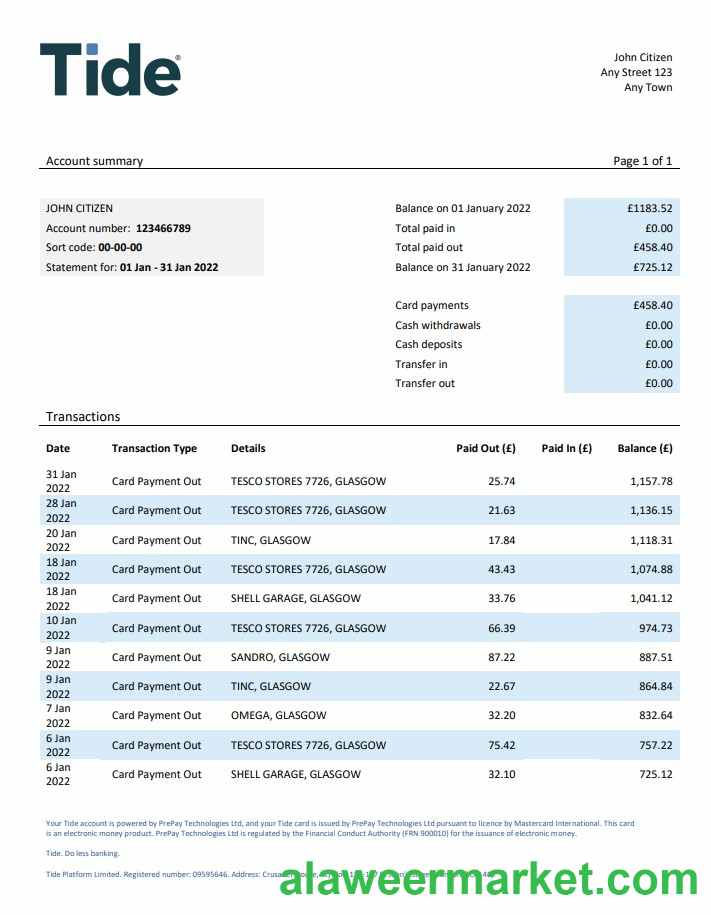 Tide®
John Citizen
Any Street 123
Any Town
Account summary Page 1 of 1
JOHN CITIZEN
Account number: 123466789
Sort code: 00-00-00
Statement for: 01 Jan - 31 Jan 2022
Balance on 01 January 2022 £1183.52
Total paid in £0.00
Total paid out £458.40
Balance on 31 January 2022 £725.12
Card payments £458.40
Cash withdrawals £0.00
Cash deposits £0.00
Transfer in £0.00
Transfer out £0.00
Transactions
Date Transaction Type Details Paid Out (£) Paid In (£) Balance (£)
31 Jan
2022 Card Payment Out TESCO STORES 7726, GLASGOW 25.74 1,157.78
28 Jan
2022 Card Payment Out TESCO STORES 7726, GLASGOW 21.63 1,136.15
20 Jan
2022 Card Payment Out TINC, GLASGOW 17.84 1,118.31
18 Jan
2022 Card Payment Out TESCO STORES 7726, GLASGOW 43.43 1,074.88
18 Jan
2022 Card Payment Out SHELL GARAGE, GLASGOW 33.76 1,041.12
10 Jan
2022 Card Payment Out TESCO STORES 7726, GLASGOW 66.39 974.73
9 Jan
2022 Card Payment Out SANDRO, GLASGOW 87.22 887.51
9 Jan
2022 Card Payment Out TINC, GLASGOW 22.67 864.84
7 Jan
2022 Card Payment Out OMEGA, GLASGOW 32.20 832.64
6 Jan
2022 Card Payment Out TESCO STORES 7726, GLASGOW 75.42 757.22
6 Jan
2022 Card Payment Out SHELL GARAGE, GLASGOW 32.10 725.12
Your Tide account is powered by PrePay Technologies Ltd, and your Tide card is issued by PrePay Technologies Ltd pursuant to licence by Mastercard International. This card
is an electronic money product. PrePay Technologies Ltd is regulated by the Financial Conduct Authority (FRN 900010) for the issuance of electronic money.
Tide. Do less banking.
Tide Platform Limited. Registered number: 09595646. Address:
alaweermarket.com